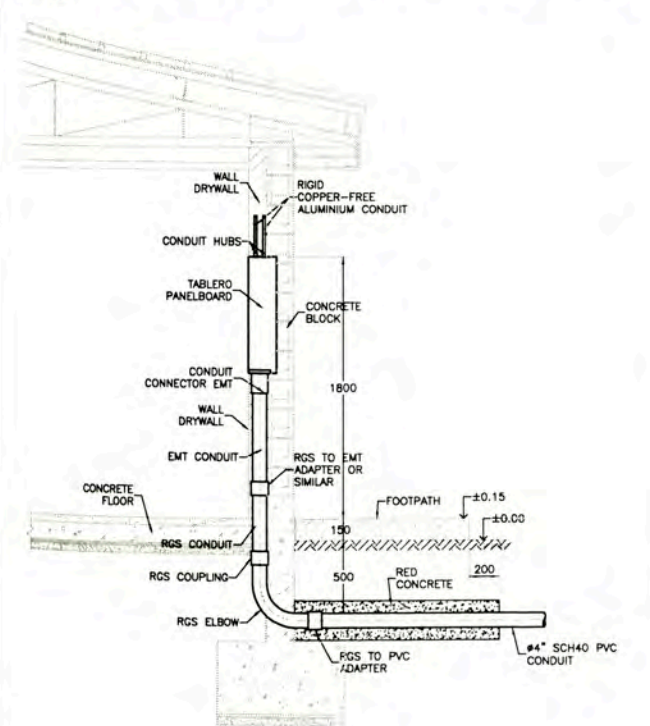 WALL
DRYWALL
RIGID
COPPER-FREE
ALUMINIUM CONDUIT
CONDUIT HUBS
TABLERO
PANELBOARD
CONCRETE
BLOCK
CONDUIT
CONNECTOR EMT
1800
WALL
DRYWALL
EMT CONDUIT
RGS TO EMT
ADAPTER OR
SIMILAR
CONCRETE
FLOOR
FOOTPATH
±0.15
±0.00
150
RGS CONDUIT
RGS COUPLING
500
RED
CONCRETE
200
RGS ELBOW
RGS TO PVC
ADAPTER
ø4" SCH40 PVC
CONDUIT